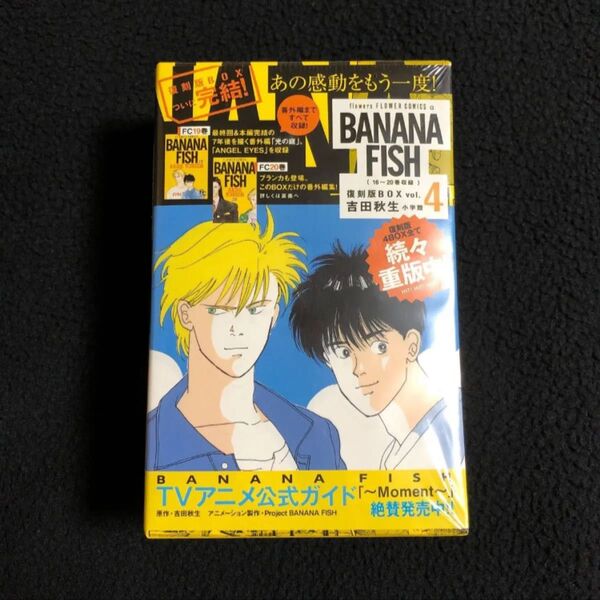 復刻版BOX
ついに完結!
あの感動をもう一度!
番外編まで
すべて
収録!
FC19巻
BANANA
FISH
最終回&本編完結の
7年後を描く番外編「光の庭」、
「ANGEL EYES」を収録
FC20巻
BANANA
FISH
ブランカも登場、
このBOXだけの番外編集!
詳しくは裏面へ
flowers FLOWER COMICS α
BANANA
FISH
(16~20巻収録)
復刻版BOX vol.4
吉田秋生 小学館
復刻版
4BOX全て
続々
重版中
BANANA FISH
TVアニメ公式ガイド「~Moment~」
絶賛発売中!!
原作・吉田秋生 アニメーション製作・Project BANANA FISH